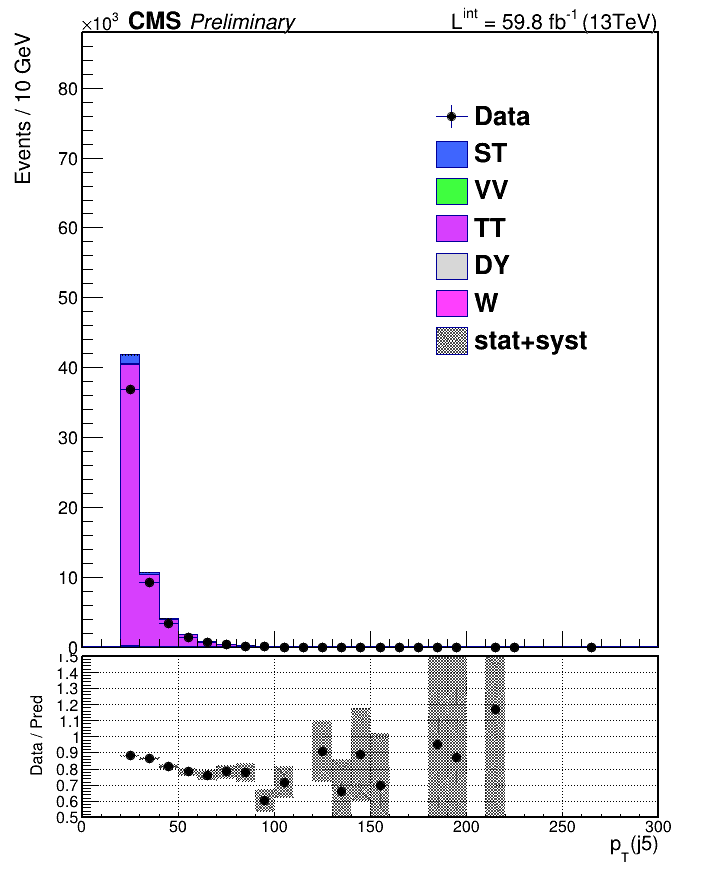 ×10³ CMS Preliminary L^int = 59.8 fb⁻¹ (13TeV)
Events / 10 GeV
80
70
60
50
40
30
20
10
0
Data
ST
VV
TT
DY
W
stat+syst
Data / Pred
1.5
1.4
1.3
1.2
1.1
1
0.9
0.8
0.7
0.6
0.5
0 50 100 150 200 250 300
p_T(j5)